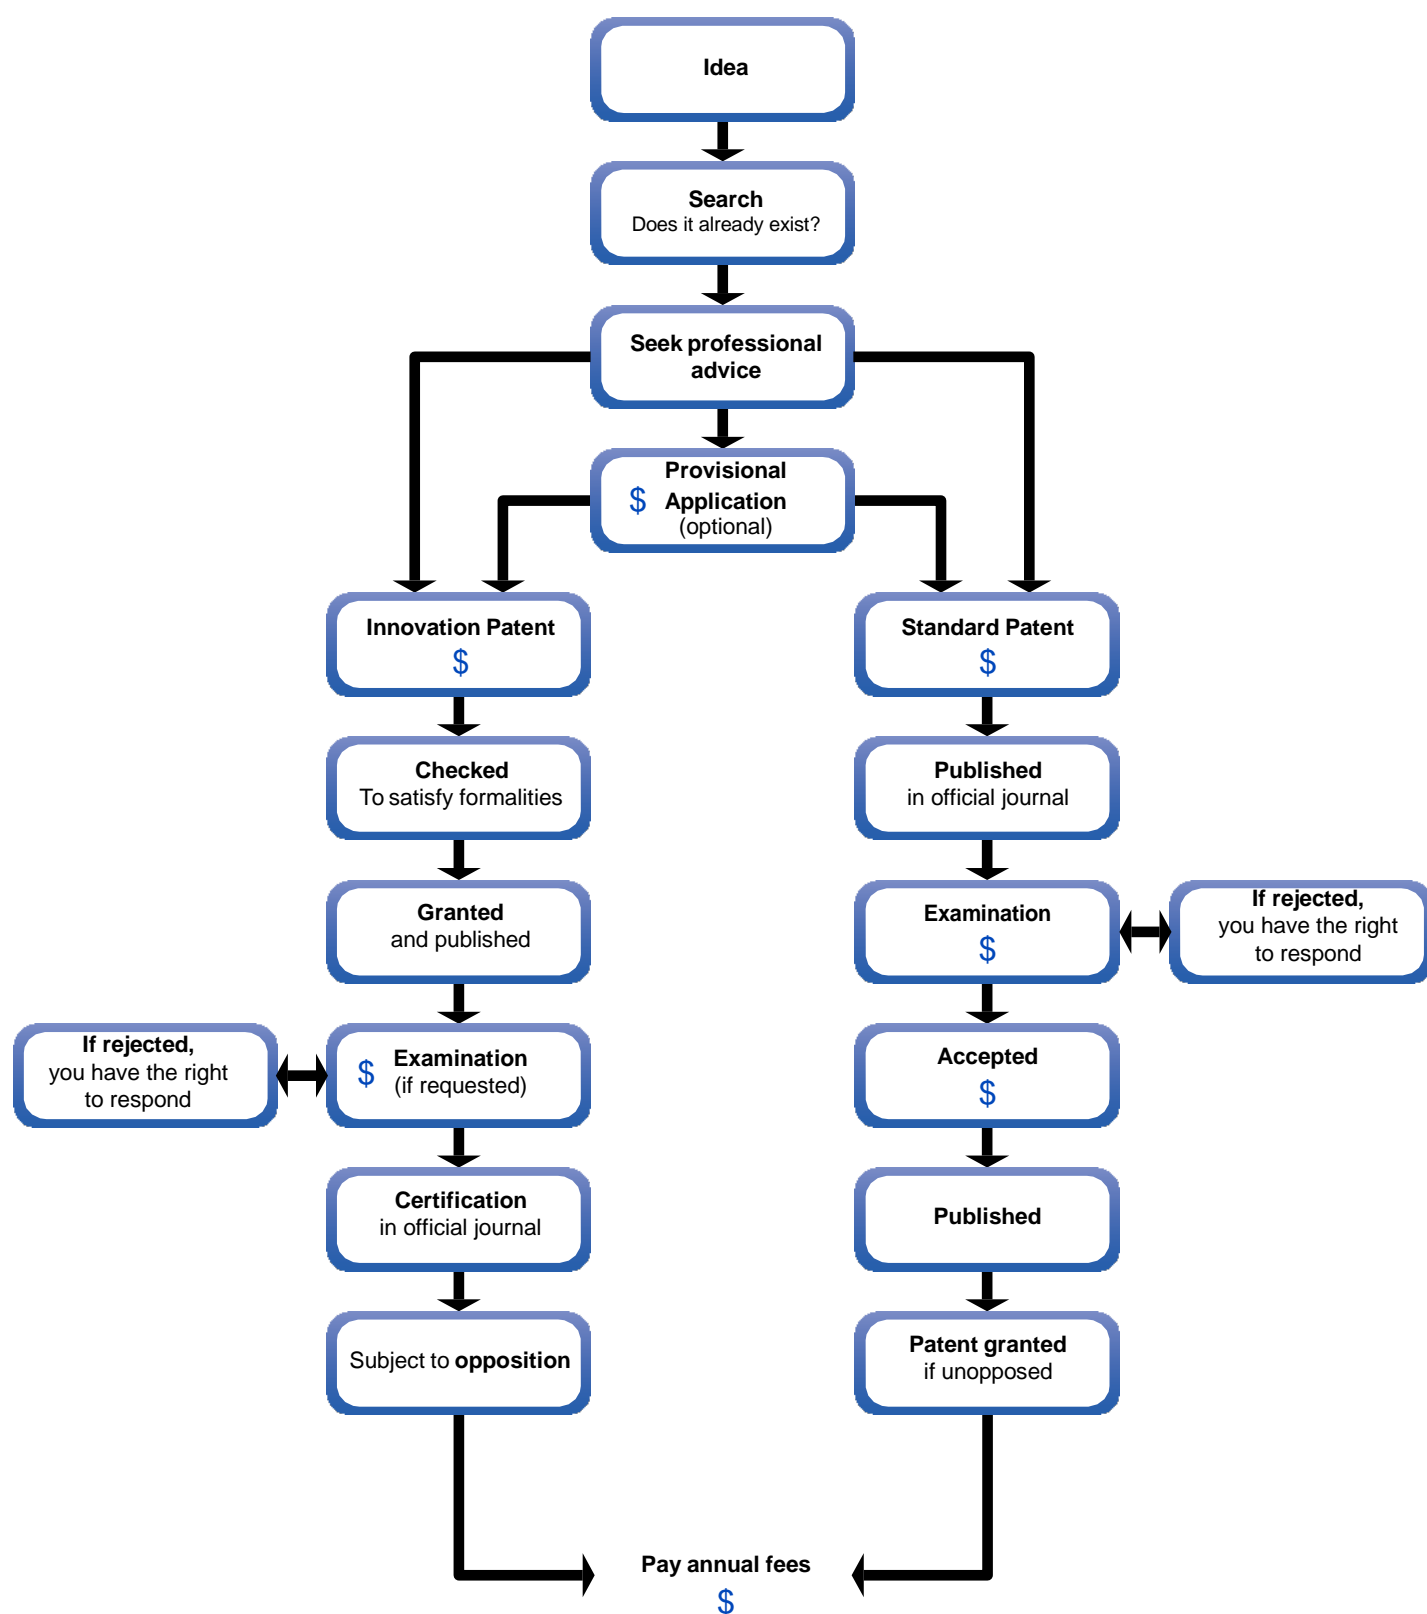 Idea
Search
Does it already exist?
Seek professional
advice
Provisional
$ Application
(optional)
Innovation Patent
$
Standard Patent
$
Checked
To satisfy formalities
Published
in official journal
Granted
and published
Examination
$
If rejected,
you have the right
to respond
If rejected,
you have the right
to respond
$ Examination
(if requested)
Accepted
$
Certification
in official journal
Published
Subject to opposition
Patent granted
if unopposed
Pay annual fees
$